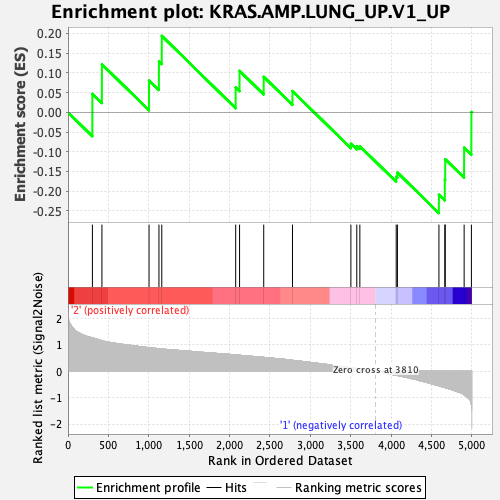 Enrichment plot: KRAS.AMP.LUNG_UP.V1_UP
Enrichment score (ES)
0.20
0.15
0.10
0.05
0.00
-0.05
-0.10
-0.15
-0.20
-0.25
'2' (positively correlated)
Ranked list metric (Signal2Noise)
2
1
0
-1
-2
Zero cross at 3810
'1' (negatively correlated)
0
500
1,000
1,500
2,000
2,500
3,000
3,500
4,000
4,500
5,000
Rank in Ordered Dataset
Enrichment profile
Hits
Ranking metric scores